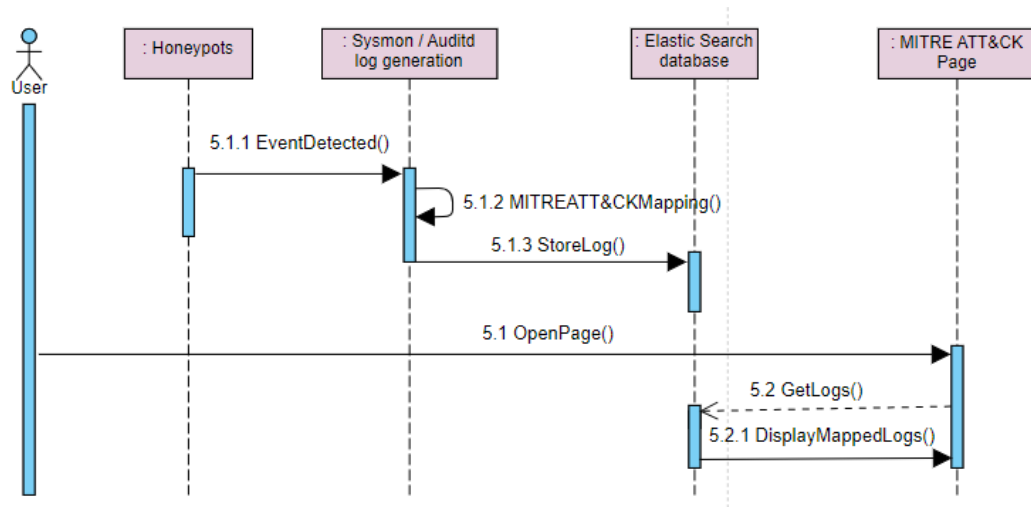 User
: Honeypots
: Sysmon / Auditd
log generation
: Elastic Search
database
: MITRE ATT&CK
Page
5.1.1 EventDetected()
5.1.2 MITREATT&CKMapping()
5.1.3 StoreLog()
5.1 OpenPage()
5.2 GetLogs()
5.2.1 DisplayMappedLogs()